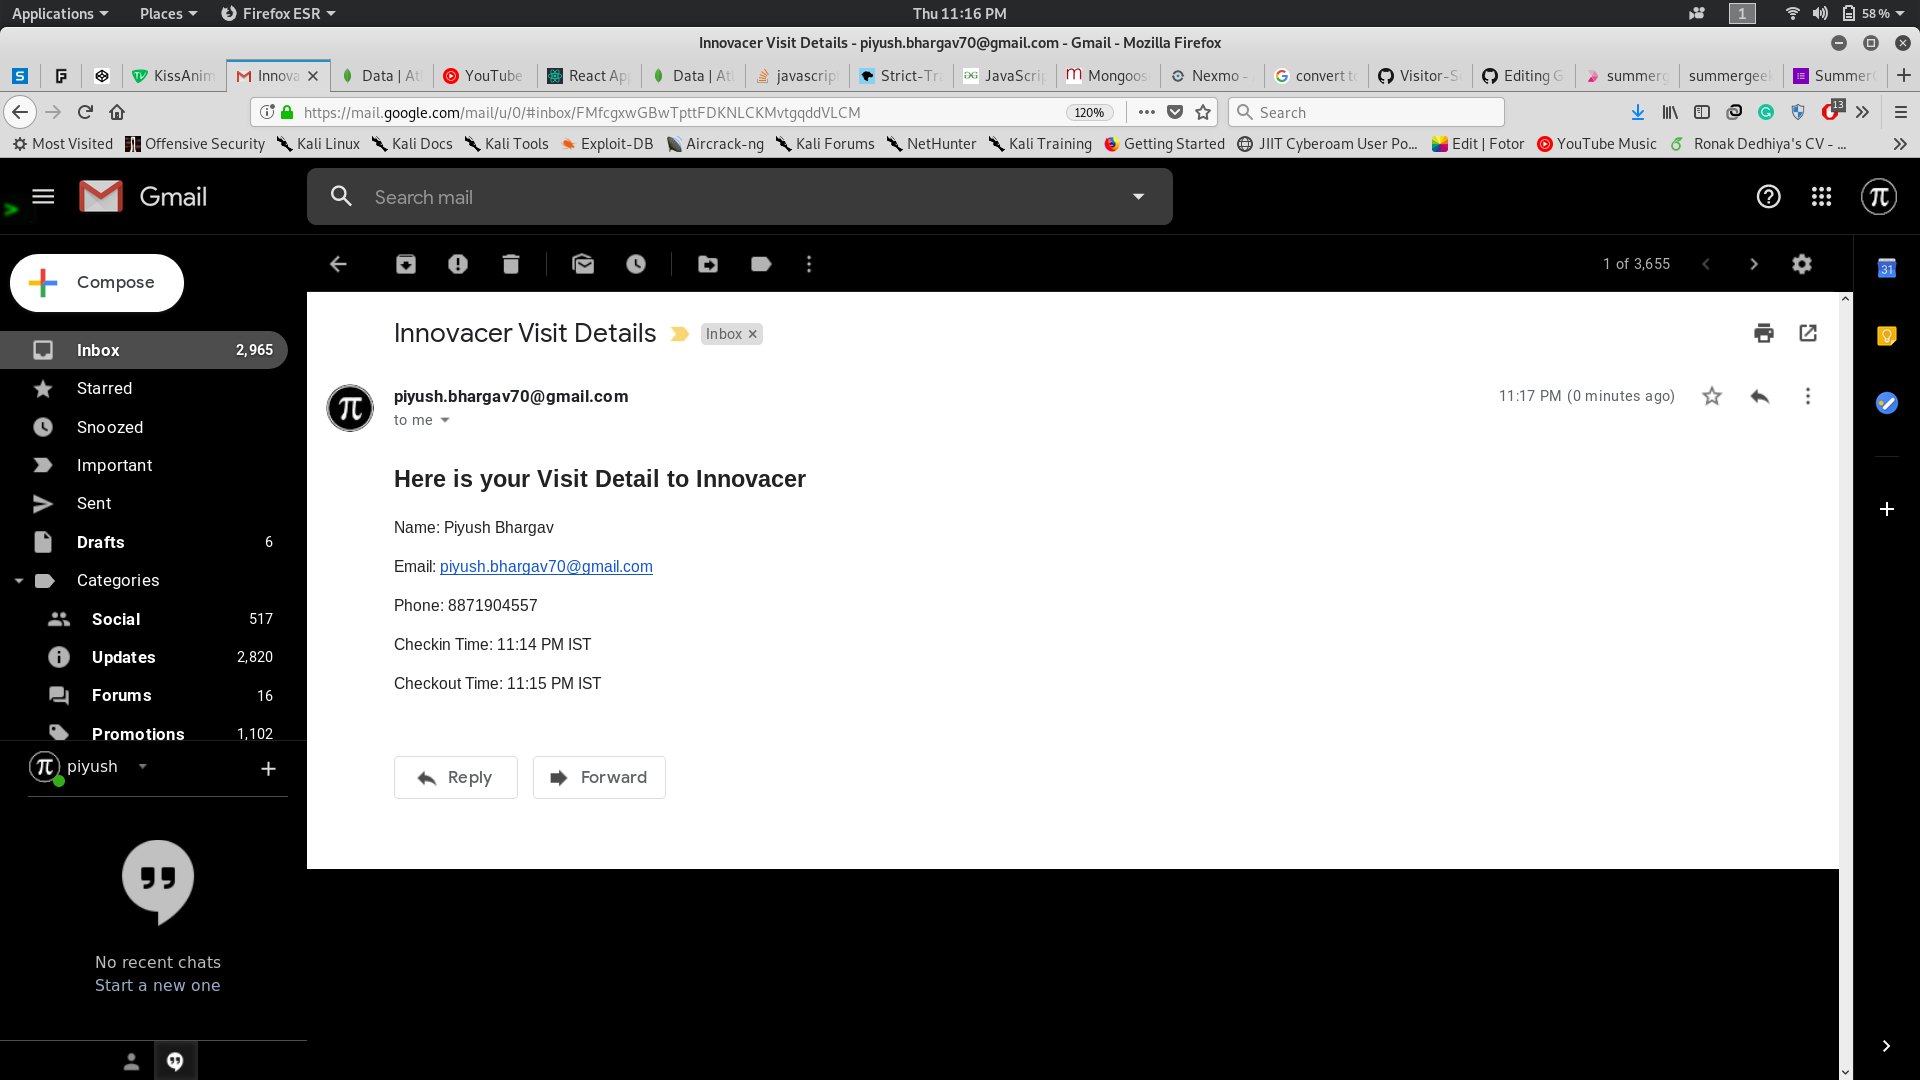 Applications Places Firefox ESR Thu 11:16 PM 1 58%
Innovacer Visit Details - piyush.bhargav70@gmail.com - Gmail - Mozilla Firefox
KissAnim Innova Data | Atl YouTube React App Data | Atl javascrip Strict-Tra JavaScrip Mongoos Nexmo - convert to Visitor-S Editing G summerg summergeek Summer
https://mail.google.com/mail/u/0/#inbox/FMfcgxwGBwTpttFDKNLCKMvtgqddVLCM 120% Search 13
Most Visited Offensive Security Kali Linux Kali Docs Kali Tools Exploit-DB Aircrack-ng Kali Forums NetHunter Kali Training Getting Started JIIT Cyberoam User Po... Edit | Fotor YouTube Music Ronak Dedhiya's CV - ...
Gmail Search mail
Compose
1 of 3,655
31
Innovacer Visit Details Inbox
Inbox 2,965
Starred
Snoozed
Important
Sent
Drafts 6
Categories
Social 517
Updates 2,820
Forums 16
Promotions 1,102
piyush
No recent chats
Start a new one
piyush.bhargav70@gmail.com 11:17 PM (0 minutes ago)
to me
Here is your Visit Detail to Innovacer
Name: Piyush Bhargav
Email: piyush.bhargav70@gmail.com
Phone: 8871904557
Checkin Time: 11:14 PM IST
Checkout Time: 11:15 PM IST
Reply Forward